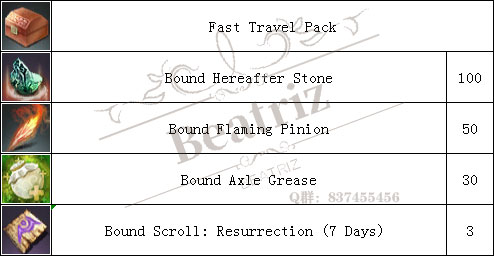 Fast Travel Pack
Bound Hereafter Stone 100
Bound Flaming Pinion 50
Beatriz
BEATRIZ
Bound Axle Grease 30
Q群: 837455456
Bound Scroll: Resurrection (7 Days) 3